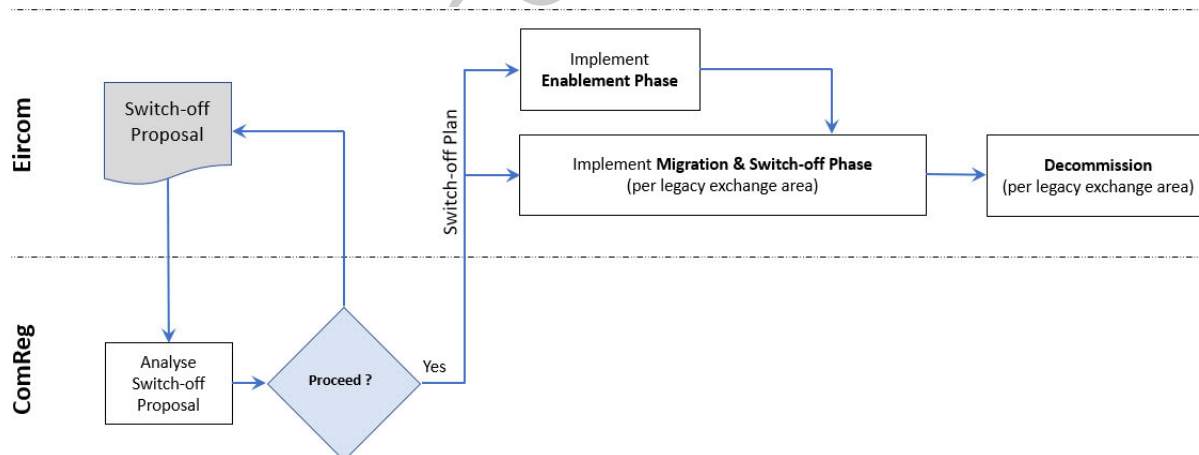 Eircom
Switch-off
Proposal
Switch-off Plan
Implement
Enablement Phase
Implement Migration & Switch-off Phase
(per legacy exchange area)
Decommission
(per legacy exchange area)
ComReg
Analyse
Switch-off
Proposal
Proceed ?
Yes